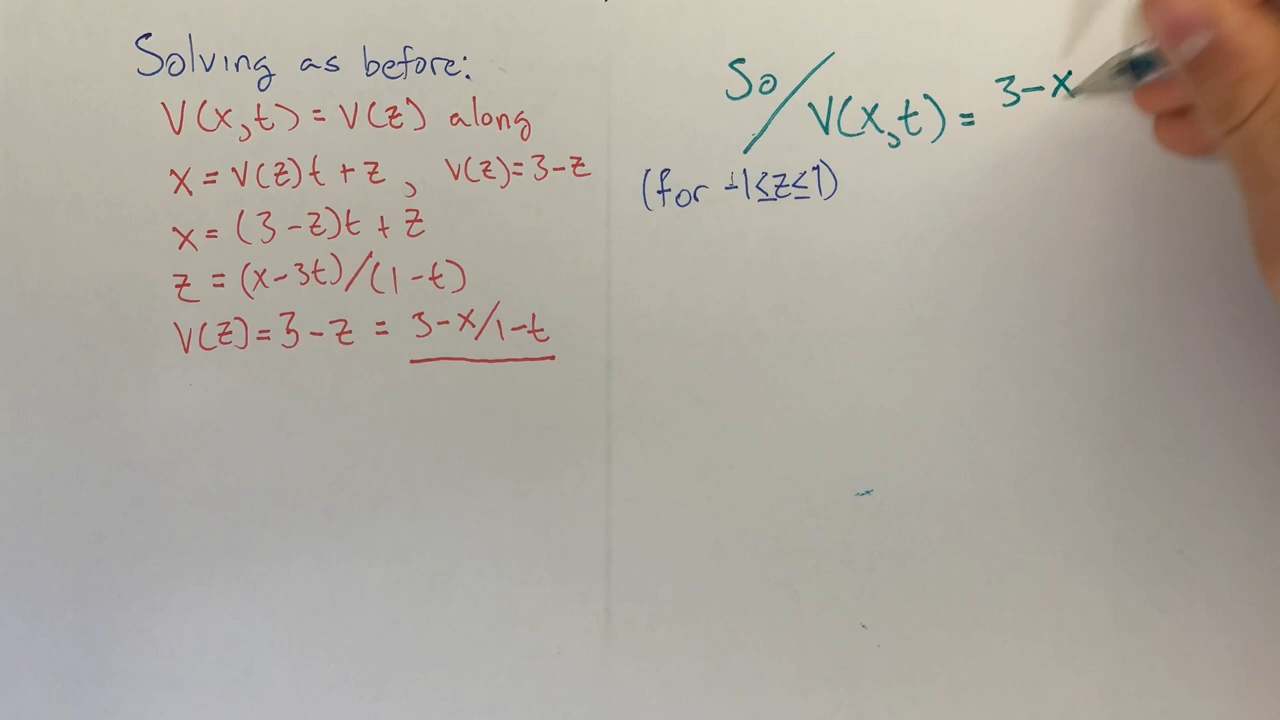 Solving as before:
V(x,t) = V(z) along
x = V(z)t + z , V(z)=3-z
x = (3-z)t + z
z = (x-3t)/(1-t)
V(z)=3-z = 3-x/1-t
So/ V(x,t) = 3-x
(for -1≤z≤1)